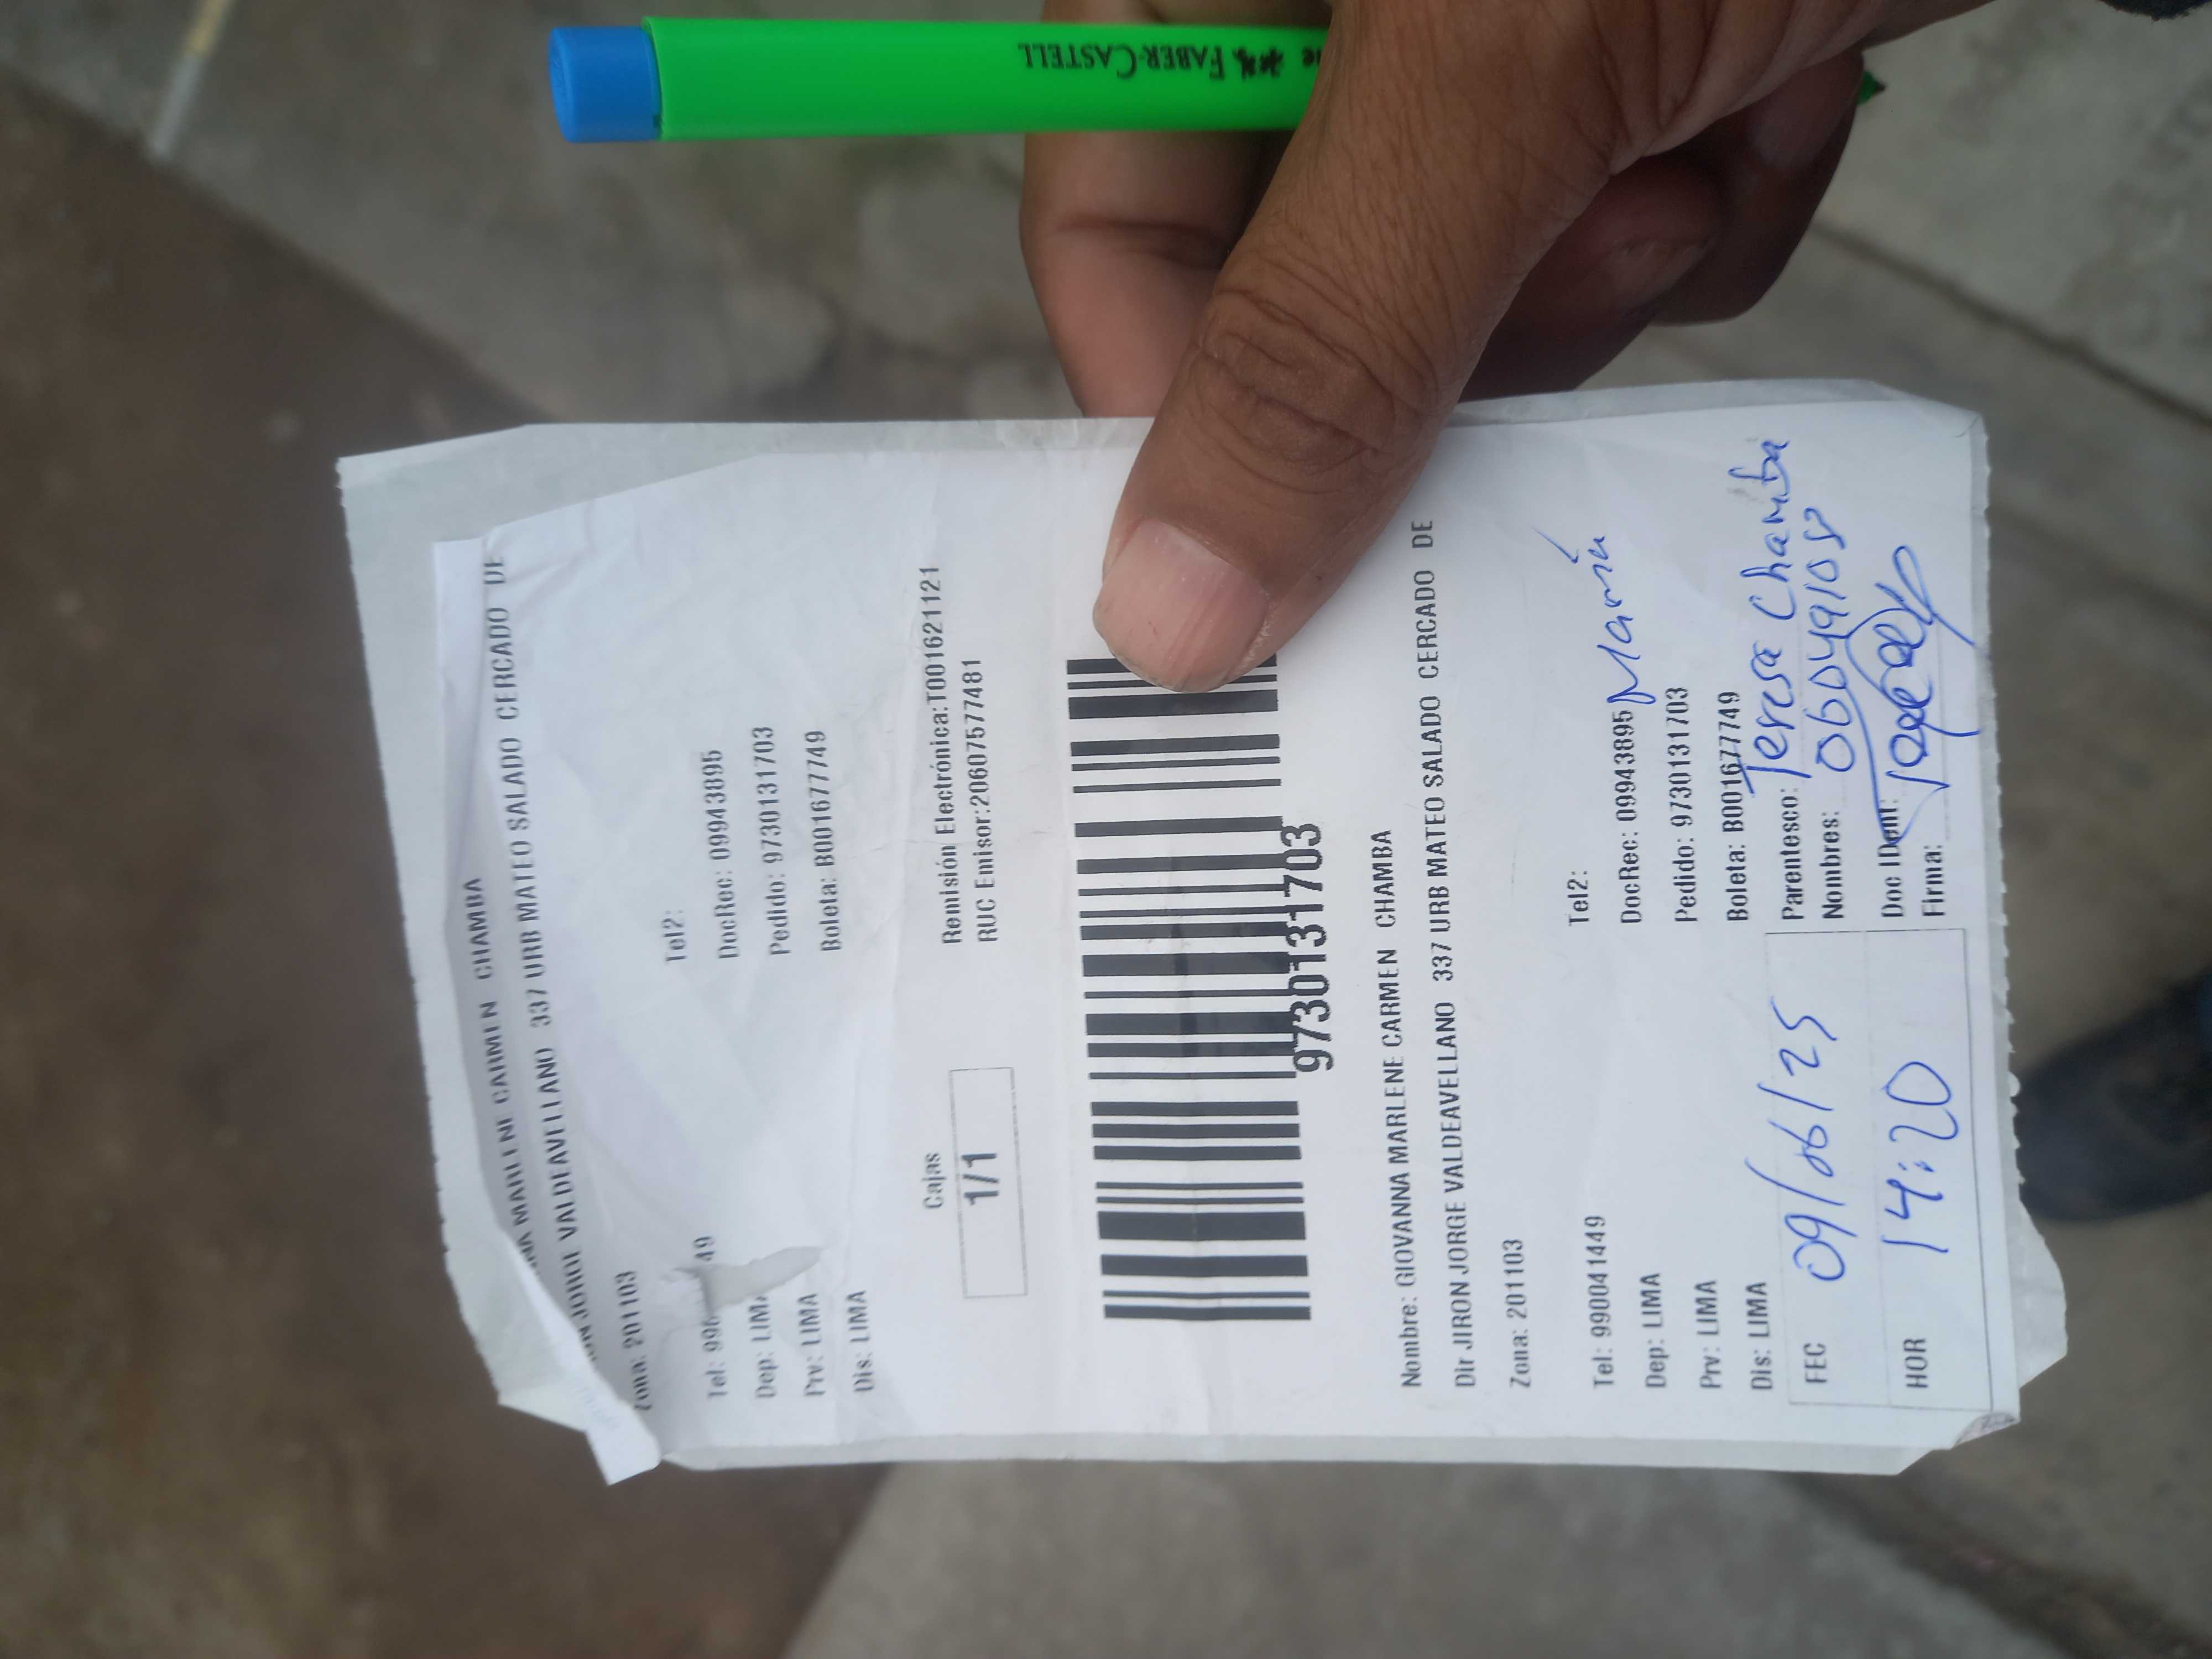 FABER-CASTELL
NA MARLENE CARMEN CHAMBA
JORGE VALDEAVELLANO 337 URB MATEO SALADO CERCADO DE
Zona: 201103
Tel: 99 49 Tel2:
Dep: LIMA DocRec: 09943895
Prv: LIMA Pedido: 9730131703
Dis: LIMA Boleta: B001677749
Cajas Remisión Electrónica:T001621121
1/1 RUC Emisor:20607577481
9730131703
Nombre: GIOVANNA MARLENE CARMEN CHAMBA
Dir JIRON JORGE VALDEAVELLANO 337 URB MATEO SALADO CERCADO DE
Zona: 201103
Tel: 990041449 Tel2:
Dep: LIMA DocRec: 09943895
Prv: LIMA Pedido: 9730131703
Dis: LIMA Boleta: B001677749
FEC 09/06/25 Parentesco: Teresa Chamba
Nombres:
HOR 14:20 Doc IDent:
Firma: